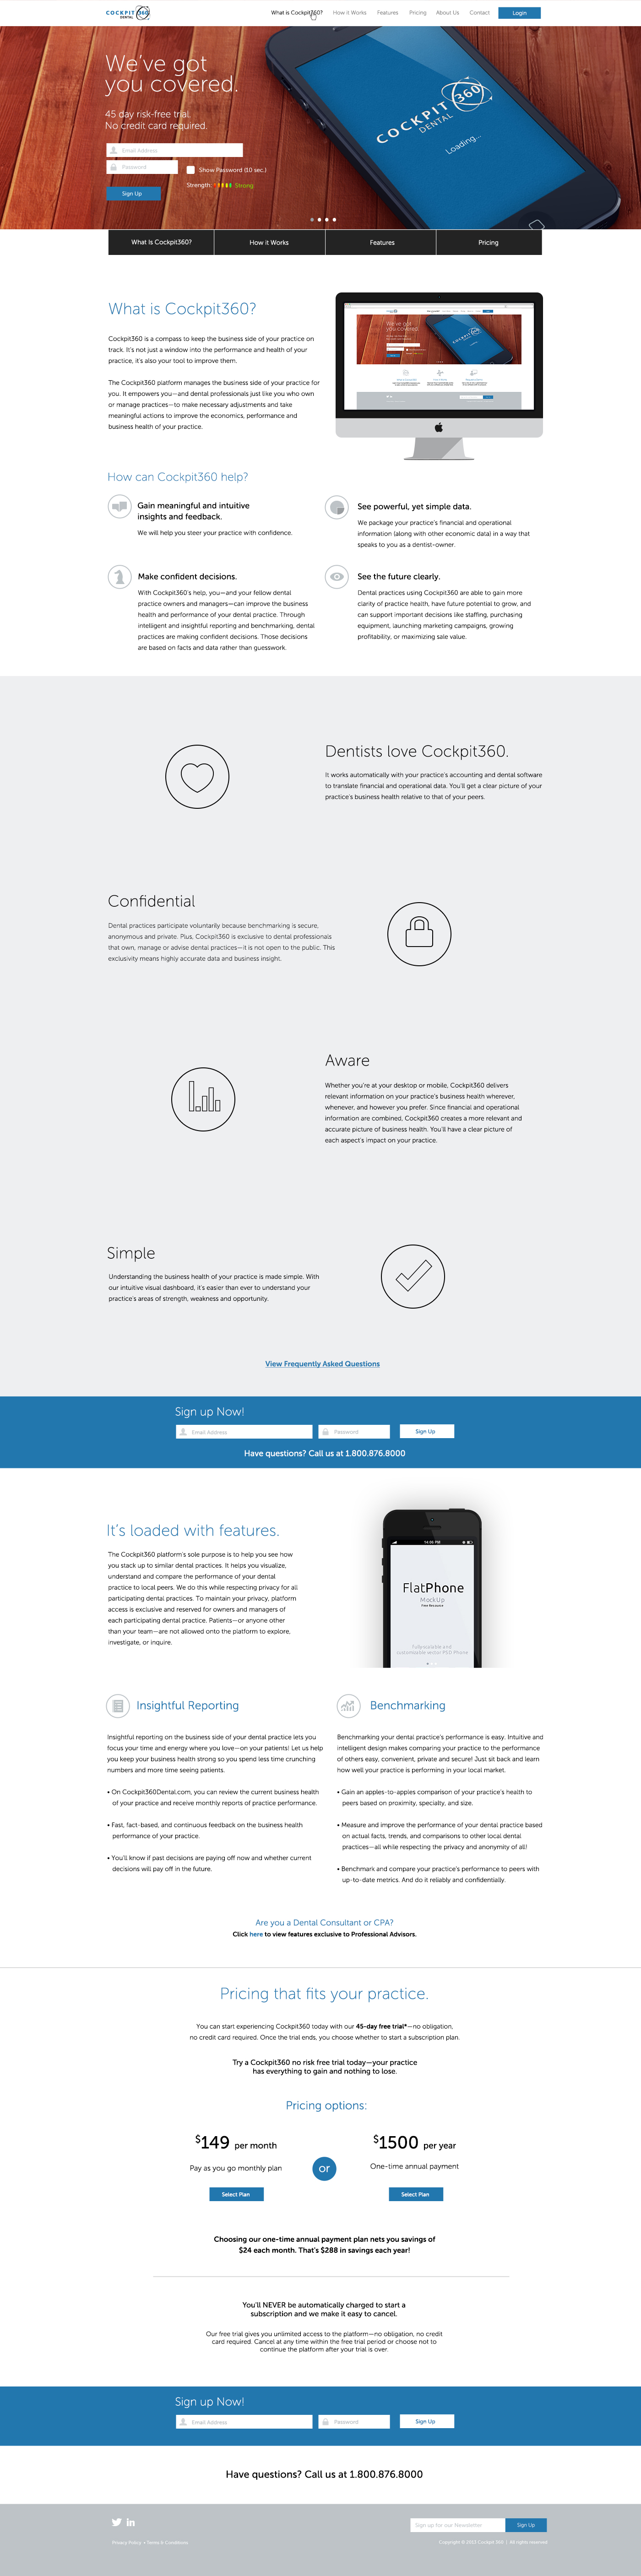 COCKPIT 360
DENTAL
What is Cockpit360?
How it Works
Features
Pricing
About Us
Contact
Login
We've got
you covered.
45 day risk-free trial.
No credit card required.
Email Address
Password
Show Password (10 sec.)
Strength:
Strong
Sign Up
COCKPIT 360
DENTAL
Loading...
What Is Cockpit360?
How it Works
Features
Pricing
What is Cockpit360?
Cockpit360 is a compass to keep the business side of your practice on
track. It's not just a window into the performance and health of your
practice, it's also your tool to improve them.
The Cockpit360 platform manages the business side of your practice for
you. It empowers you—and dental professionals just like you who own
or manage practices—to make necessary adjustments and take
meaningful actions to improve the economics, performance and
business health of your practice.
We've got
you covered.
How can Cockpit360 help?
Gain meaningful and intuitive
insights and feedback.
We will help you steer your practice with confidence.
See powerful, yet simple data.
We package your practice's financial and operational
information (along with other economic data) in a way that
speaks to you as a dentist-owner.
Make confident decisions.
With Cockpit360's help, you—and your fellow dental
practice owners and managers—can improve the business
health and performance of your dental practice. Through
intelligent and insightful reporting and benchmarking, dental
practices are making confident decisions. Those decisions
are based on facts and data rather than guesswork.
See the future clearly.
Dental practices using Cockpit360 are able to gain more
clarity of practice health, have future potential to grow, and
can support important decisions like staffing, purchasing
equipment, launching marketing campaigns, growing
profitability, or maximizing sale value.
Dentists love Cockpit360.
It works automatically with your practice's accounting and dental software
to translate financial and operational data. You'll get a clear picture of your
practice's business health relative to that of your peers.
Confidential
Dental practices participate voluntarily because benchmarking is secure,
anonymous and private. Plus, Cockpit360 is exclusive to dental professionals
that own, manage or advise dental practices—it is not open to the public. This
exclusivity means highly accurate data and business insight.
Aware
Whether you're at your desktop or mobile, Cockpit360 delivers
relevant information on your practice's business health wherever,
whenever, and however you prefer. Since financial and operational
information are combined, Cockpit360 creates a more relevant and
accurate picture of business health. You'll have a clear picture of
each aspect's impact on your practice.
Simple
Understanding the business health of your practice is made simple. With
our intuitive visual dashboard, it's easier than ever to understand your
practice's areas of strength, weakness and opportunity.
View Frequently Asked Questions
Sign up Now!
Email Address
Password
Sign Up
Have questions? Call us at 1.800.876.8000
It's loaded with features.
The Cockpit360 platform's sole purpose is to help you see how
you stack up to similar dental practices. It helps you visualize,
understand and compare the performance of your dental
practice to local peers. We do this while respecting privacy for all
participating dental practices. To maintain your privacy, platform
access is exclusive and reserved for owners and managers of
each participating dental practice. Patients—or anyone other
than your team—are not allowed onto the platform to explore,
investigate, or inquire.
14:06 PM
FlatPhone
MockUp
Free Resource
Fully scalable and
customizable vector PSD Phone
Insightful Reporting
Insightful reporting on the business side of your dental practice lets you
focus your time and energy where you love—on your patients! Let us help
you keep your business health strong so you spend less time crunching
numbers and more time seeing patients.
• On Cockpit360Dental.com, you can review the current business health
of your practice and receive monthly reports of practice performance.
• Fast, fact-based, and continuous feedback on the business health
performance of your practice.
• You'll know if past decisions are paying off now and whether current
decisions will pay off in the future.
Benchmarking
Benchmarking your dental practice's performance is easy. Intuitive and
intelligent design makes comparing your practice to the performance
of others easy, convenient, private and secure! Just sit back and learn
how well your practice is performing in your local market.
• Gain an apples-to-apples comparison of your practice's health to
peers based on proximity, specialty, and size.
• Measure and improve the performance of your dental practice based
on actual facts, trends, and comparisons to other local dental
practices—all while respecting the privacy and anonymity of all!
• Benchmark and compare your practice's performance to peers with
up-to-date metrics. And do it reliably and confidentially.
Are you a Dental Consultant or CPA?
Click here to view features exclusive to Professional Advisors.
Pricing that fits your practice.
You can start experiencing Cockpit360 today with our 45-day free trial*—no obligation,
no credit card required. Once the trial ends, you choose whether to start a subscription plan.
Try a Cockpit360 no risk free trial today—your practice
has everything to gain and nothing to lose.
Pricing options:
$149 per month
Pay as you go monthly plan
Select Plan
or
$1500 per year
One-time annual payment
Select Plan
Choosing our one-time annual payment plan nets you savings of
$24 each month. That's $288 in savings each year!
You'll NEVER be automatically charged to start a
subscription and we make it easy to cancel.
Our free trial gives you unlimited access to the platform—no obligation, no credit
card required. Cancel at any time within the free trial period or choose not to
continue the platform after your trial is over.
Sign up Now!
Email Address
Password
Sign Up
Have questions? Call us at 1.800.876.8000
Sign up for our Newsletter
Sign Up
Privacy Policy • Terms & Conditions
Copyright © 2013 Contact 360 | All rights reserved